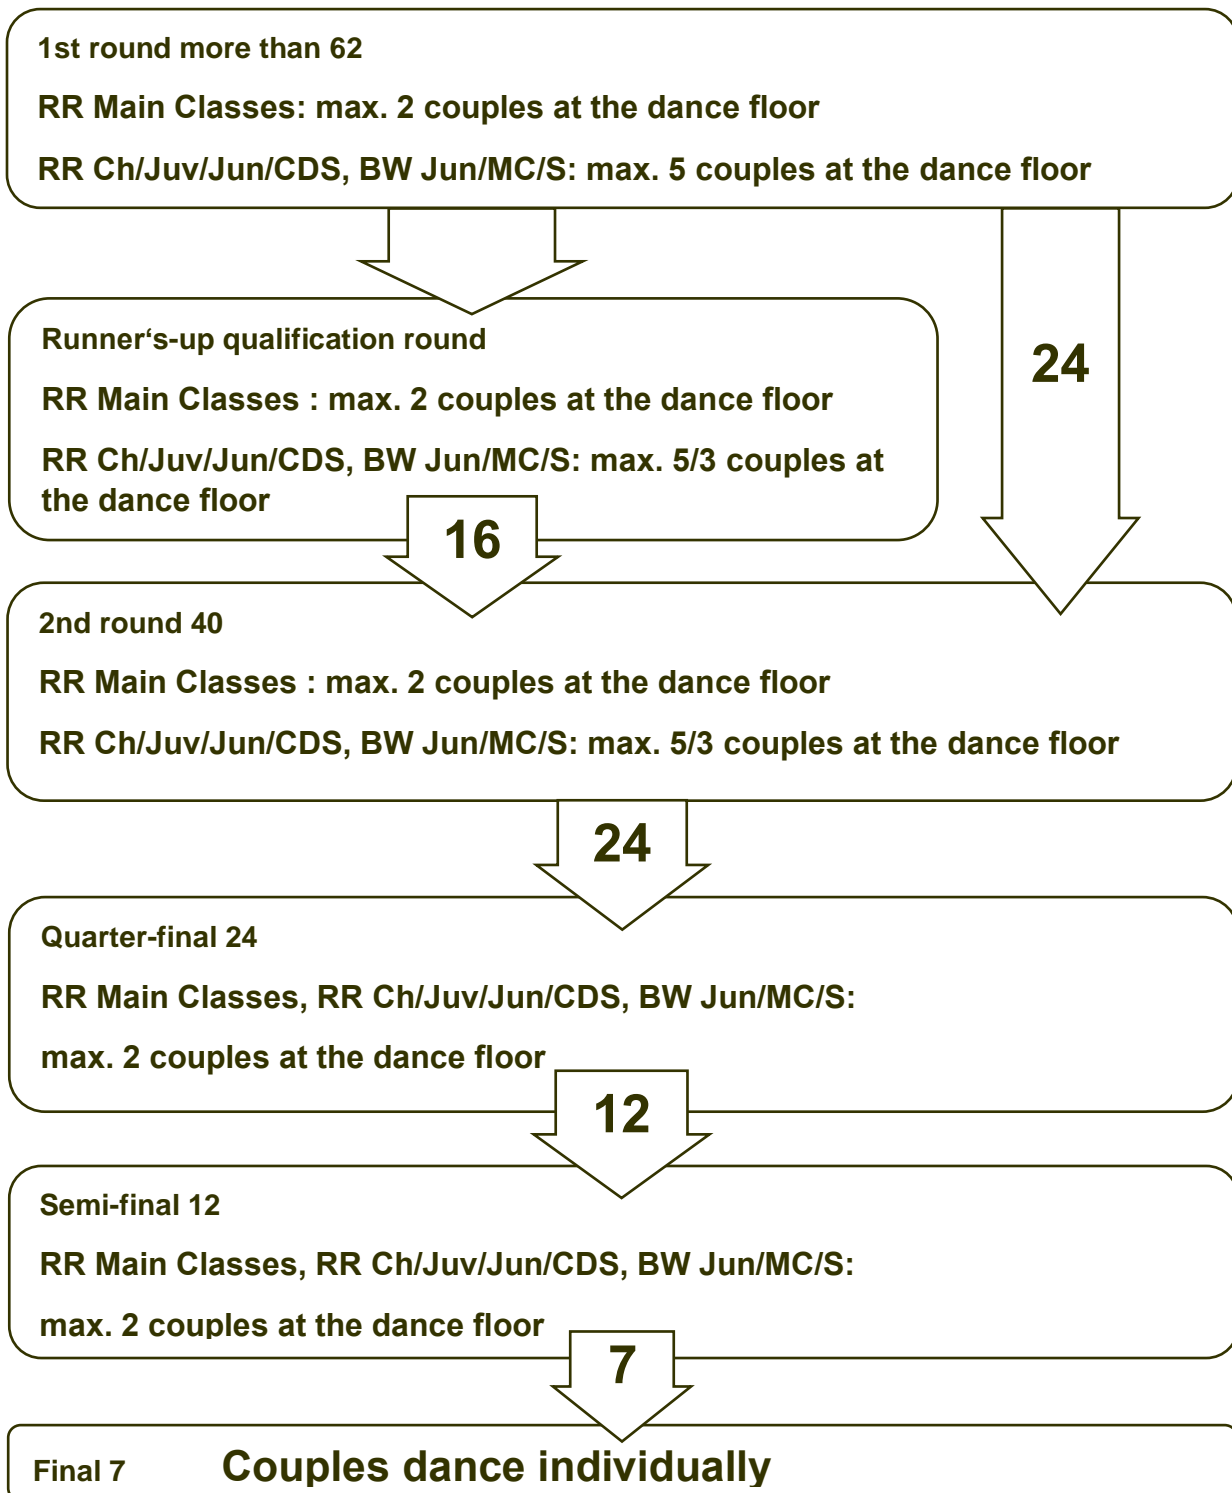 1st round more than 62
RR Main Classes: max. 2 couples at the dance floor
RR Ch/Juv/Jun/CDS, BW Jun/MC/S: max. 5 couples at the dance floor
24
Runner‘s-up qualification round
RR Main Classes : max. 2 couples at the dance floor
RR Ch/Juv/Jun/CDS, BW Jun/MC/S: max. 5/3 couples at
the dance floor
16
2nd round 40
RR Main Classes : max. 2 couples at the dance floor
RR Ch/Juv/Jun/CDS, BW Jun/MC/S: max. 5/3 couples at the dance floor
24
Quarter-final 24
RR Main Classes, RR Ch/Juv/Jun/CDS, BW Jun/MC/S:
max. 2 couples at the dance floor
12
Semi-final 12
RR Main Classes, RR Ch/Juv/Jun/CDS, BW Jun/MC/S:
max. 2 couples at the dance floor
7
Final 7 Couples dance individually